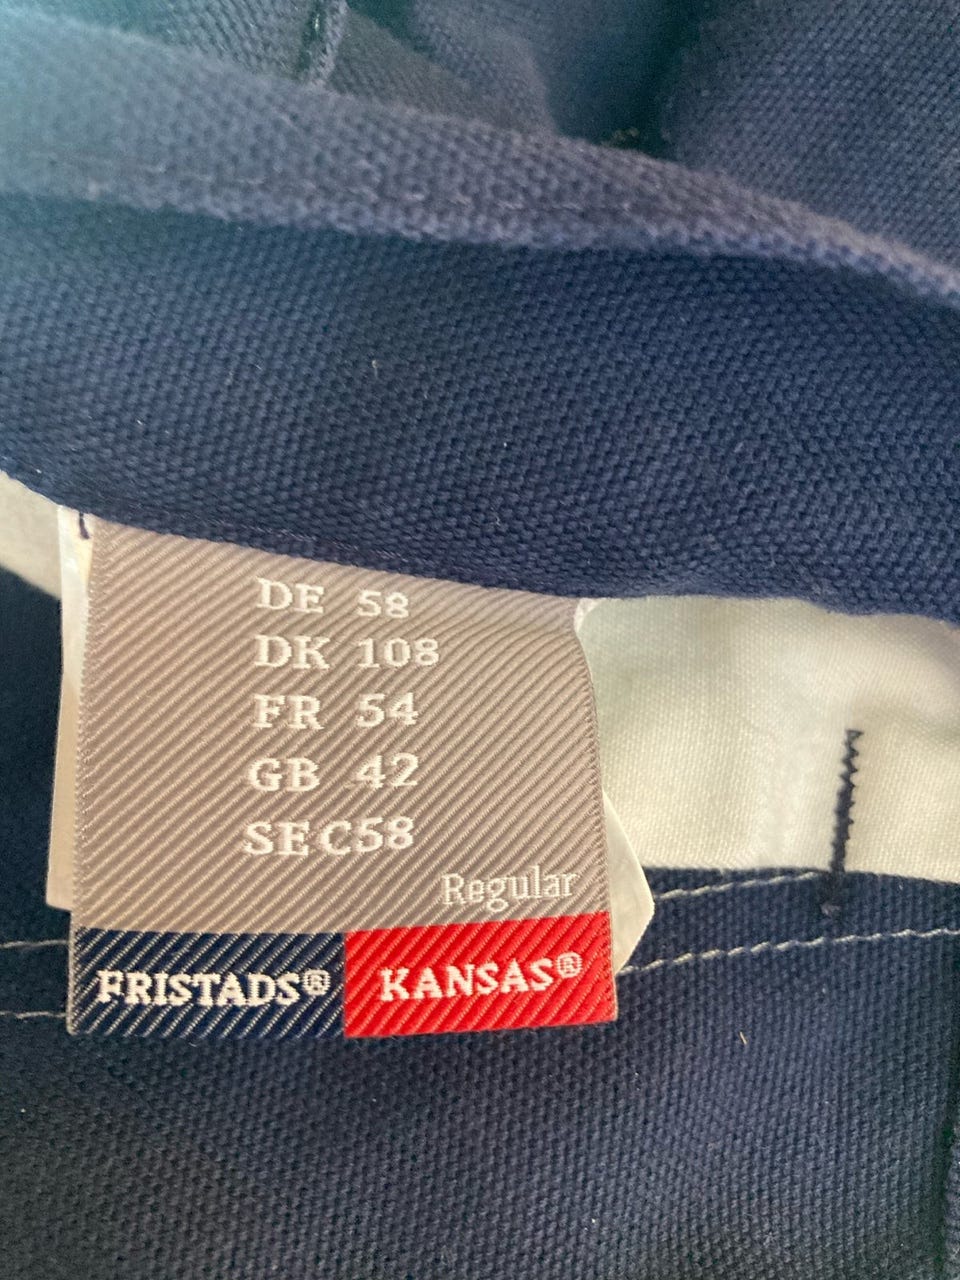 DE 58
DK 108
FR 54
GB 42
SE C58
Regular
FRISTADS® KANSAS®